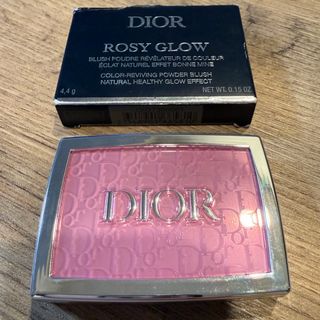 DIOR
ROSY GLOW
BLUSH POUDRE RÉVÉLATEUR DE COULEUR
ÉCLAT NATUREL EFFET BONNE MINE
COLOR-REVIVING POWDER BLUSH
NATURAL HEALTHY GLOW EFFECT
4,4 g NET WT. 0.15 OZ.
DIOR